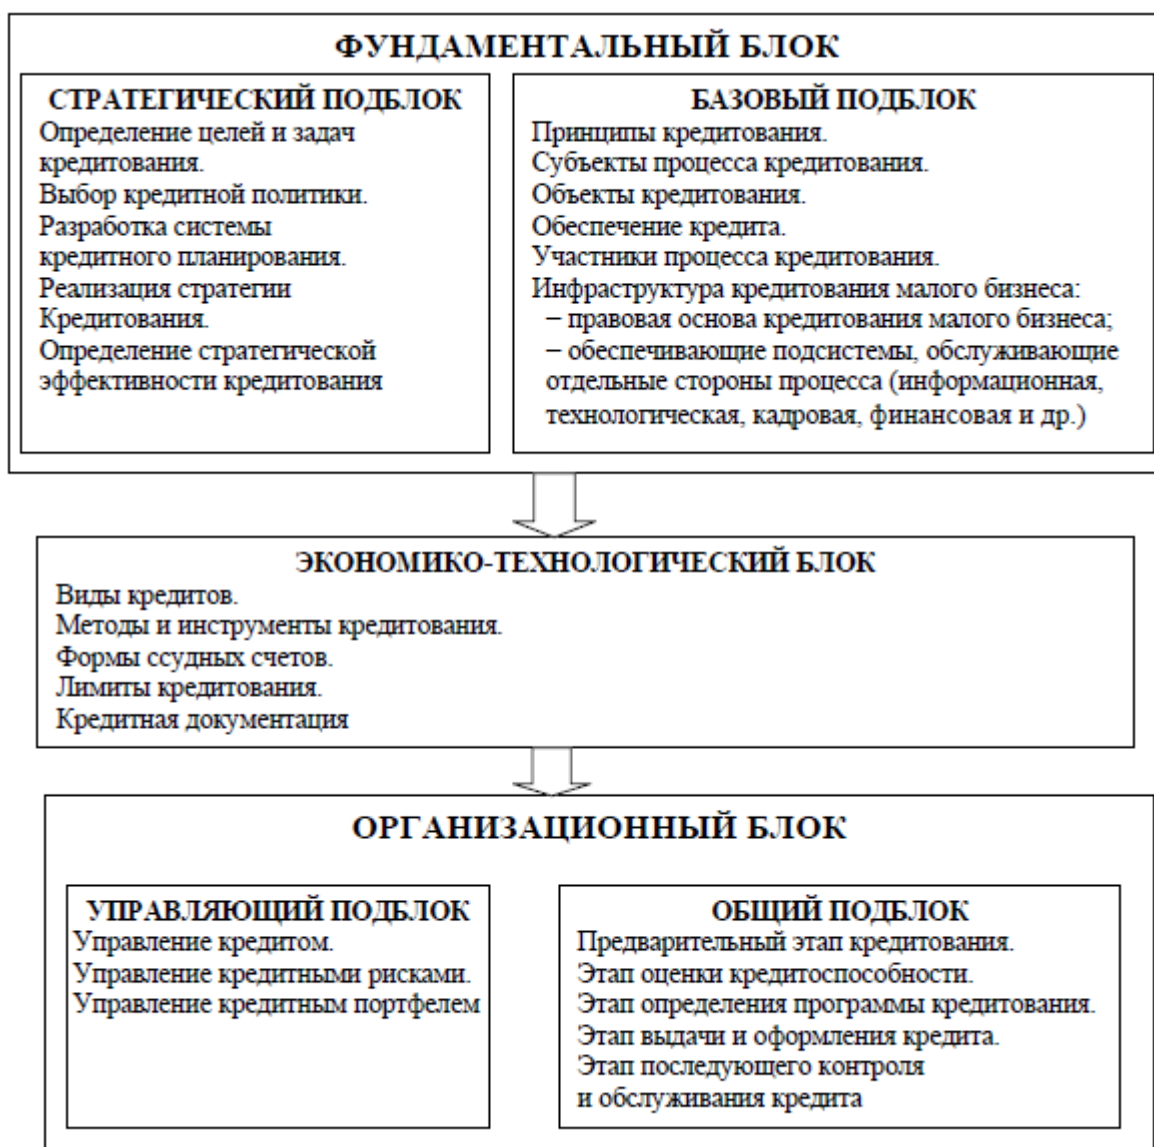 ФУНДАМЕНТАЛЬНЫЙ БЛОК
СТРАТЕГИЧЕСКИЙ ПОДБЛОК
Определение целей и задач
кредитования.
Выбор кредитной политики.
Разработка системы
кредитного планирования.
Реализация стратегии
Кредитования.
Определение стратегической
эффективности кредитования
БАЗОВЫЙ ПОДБЛОК
Принципы кредитования.
Субъекты процесса кредитования.
Объекты кредитования.
Обеспечение кредита.
Участники процесса кредитования.
Инфраструктура кредитования малого бизнеса:
– правовая основа кредитования малого бизнеса;
– обеспечивающие подсистемы, обслуживающие
отдельные стороны процесса (информационная,
технологическая, кадровая, финансовая и др.)
ЭКОНОМИКО-ТЕХНОЛОГИЧЕСКИЙ БЛОК
Виды кредитов.
Методы и инструменты кредитования.
Формы ссудных счетов.
Лимиты кредитования.
Кредитная документация
ОРГАНИЗАЦИОННЫЙ БЛОК
УПРАВЛЯЮЩИЙ ПОДБЛОК
Управление кредитом.
Управление кредитными рисками.
Управление кредитным портфелем
ОБЩИЙ ПОДБЛОК
Предварительный этап кредитования.
Этап оценки кредитоспособности.
Этап определения программы кредитования.
Этап выдачи и оформления кредита.
Этап последующего контроля
и обслуживания кредита